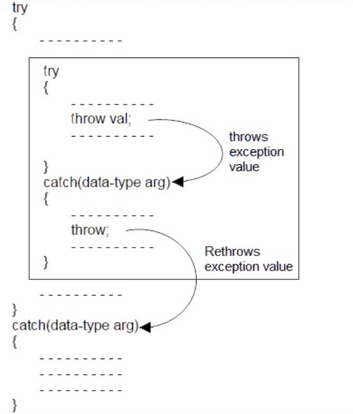 try
{
- - - - - - - - - -
try
{
- - - - - - - - - -
throw val;
- - - - - - - - - -
throws
exception
value
}
catch(data-type arg)
{
- - - - - - - - - -
throw;
- - - - - - - - - -
}
Rethrows
exception value
- - - - - - - - - -
}
catch(data-type arg)
{
- - - - - - - - - -
- - - - - - - - - -
- - - - - - - - - -
}